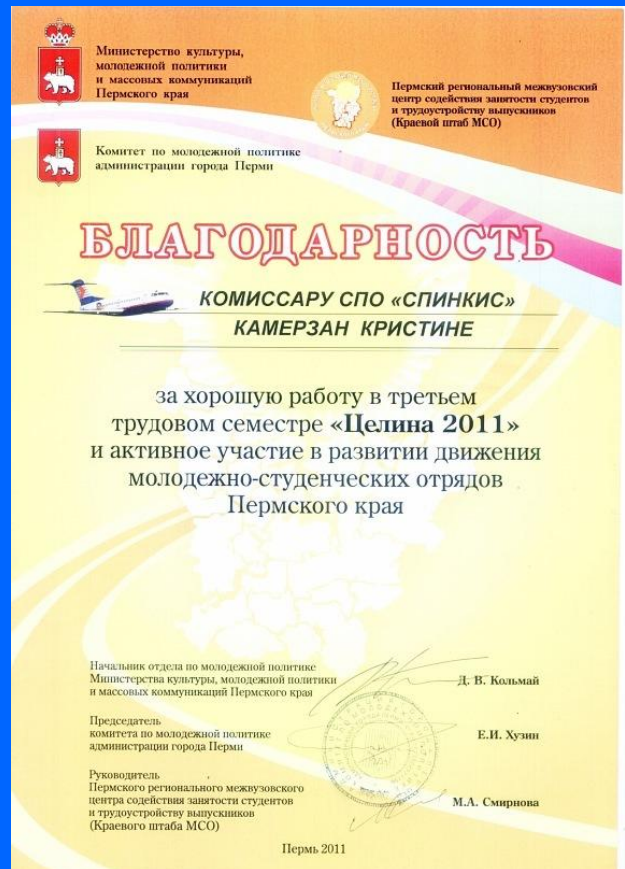 Министерство культуры,
молодежной политики
и массовых коммуникаций
Пермского края
Пермский региональный межвузовский
центр содействия занятости студентов
и трудоустройству выпускников
(Краевой штаб МСО)
Комитет по молодежной политике
администрации города Перми
БЛАГОДАРНОСТЬ
КОМИССАРУ СПО «СПИНКИС»
КАМЕРЗАН КРИСТИНЕ
за хорошую работу в третьем
трудовом семестре «Целина 2011»
и активное участие в развитии движения
молодежно-студенческих отрядов
Пермского края
Начальник отдела по молодежной политике
Министерства культуры, молодежной политики
и массовых коммуникаций Пермского края
Д. В. Кольмай
Председатель
комитета по молодежной политике
администрации города Перми
Е.И. Хузин
Руководитель
Пермского регионального межвузовского
центра содействия занятости студентов
и трудоустройству выпускников
(Краевого штаба МСО)
М.А. Смирнова
Пермь 2011